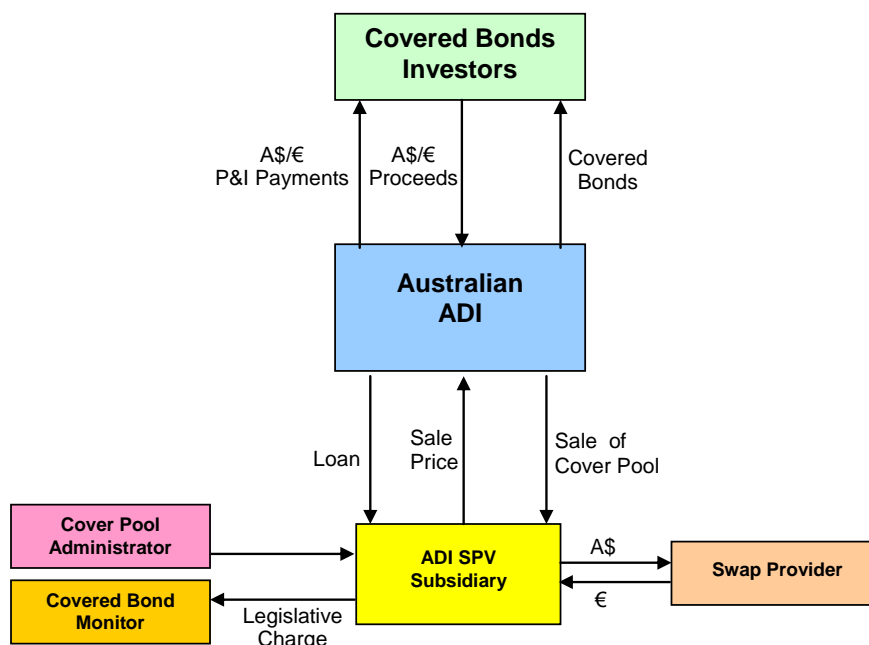 Covered Bonds
Investors
A$/€
P&I Payments
A$/€
Proceeds
Covered
Bonds
Australian
ADI
Loan
Sale
Price
Sale of
Cover Pool
Cover Pool
Administrator
ADI SPV
Subsidiary
A$
€
Swap Provider
Covered Bond
Monitor
Legislative
Charge